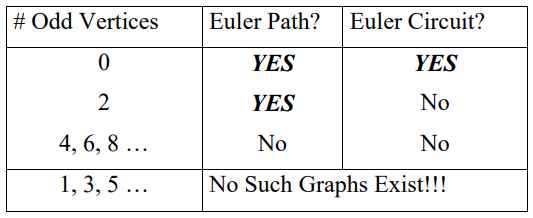 # Odd Vertices Euler Path? Euler Circuit?
0 YES YES
2 YES No
4, 6, 8 … No No
1, 3, 5 … No Such Graphs Exist!!!